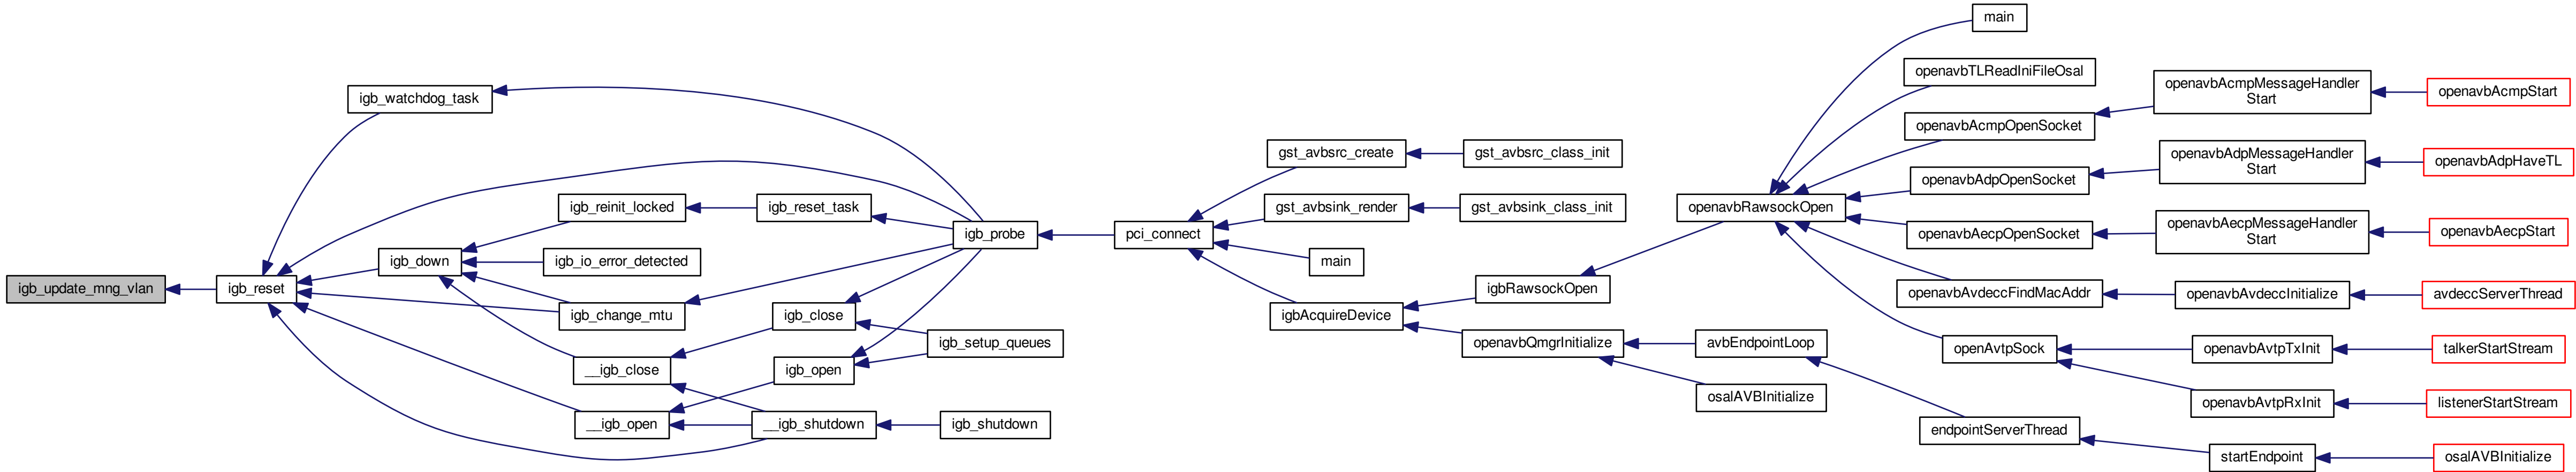 igb_update_mng_vlan
igb_reset
igb_watchdog_task
igb_down
igb_reinit_locked
igb_io_error_detected
igb_change_mtu
__igb_close
__igb_open
igb_reset_task
igb_close
igb_open
__igb_shutdown
igb_probe
igb_setup_queues
igb_shutdown
pci_connect
gst_avbsrc_create
gst_avbsink_render
main
igbAcquireDevice
gst_avbsrc_class_init
gst_avbsink_class_init
igbRawsockOpen
openavbQmgrInitialize
openavbRawsockOpen
avbEndpointLoop
osalAVBInitialize
main
openavbTLReadIniFileOsal
openavbAcmpOpenSocket
openavbAdpOpenSocket
openavbAecpOpenSocket
openavbAvdeccFindMacAddr
openAvtpSock
endpointServerThread
openavbAcmpMessageHandler
Start
openavbAdpMessageHandler
Start
openavbAecpMessageHandler
Start
openavbAvdeccInitialize
openavbAvtpTxInit
openavbAvtpRxInit
startEndpoint
openavbAcmpStart
openavbAdpHaveTL
openavbAecpStart
avdeccServerThread
talkerStartStream
listenerStartStream
osalAVBInitialize